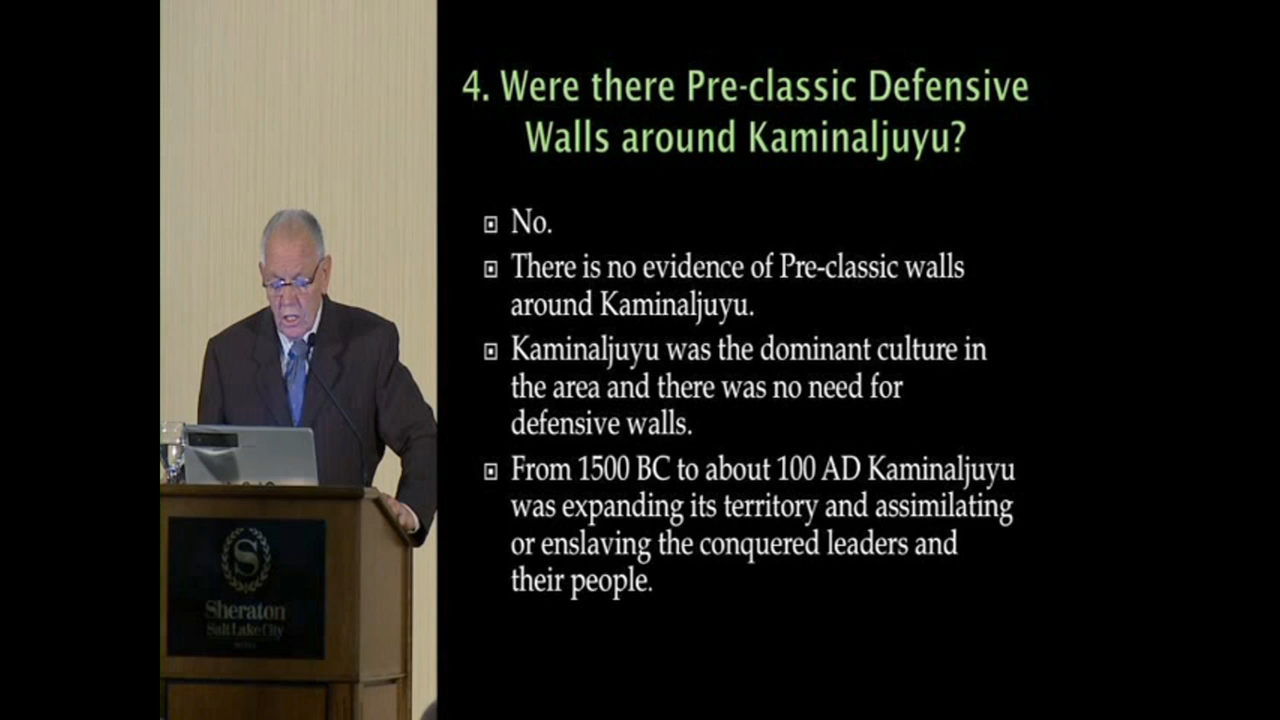 4. Were there Pre-classic Defensive
Walls around Kaminaljuyu?
No.
There is no evidence of Pre-classic walls
around Kaminaljuyu.
Kaminaljuyu was the dominant culture in
the area and there was no need for
defensive walls.
From 1500 BC to about 100 AD Kaminaljuyu
was expanding its territory and assimilating
or enslaving the conquered leaders and
their people.
S
Sheraton
Salt Lake City